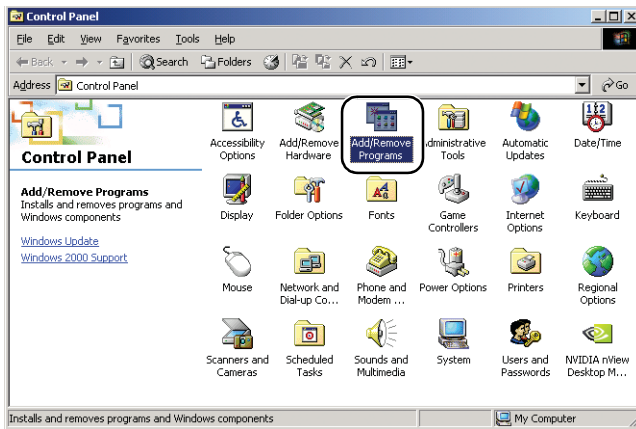 Control Panel
File Edit View Favorites Tools Help
Back Search Folders
Address Control Panel Go
Control Panel
Add/Remove Programs
Installs and removes programs and
Windows components
Windows Update
Windows 2000 Support
Accessibility
Options
Add/Remove
Hardware
Add/Remove
Programs
dministrative
Tools
Automatic
Updates
12
Date/Time
Display
Folder Options
A
Fonts
Game
Controllers
Internet
Options
Keyboard
Mouse
Network and
Dial-up Co...
Phone and
Modem ...
Power Options
Printers
Regional
Options
Scanners and
Cameras
Scheduled
Tasks
Sounds and
Multimedia
System
Users and
Passwords
NVIDIA nView
Desktop M...
Installs and removes programs and Windows components My Computer